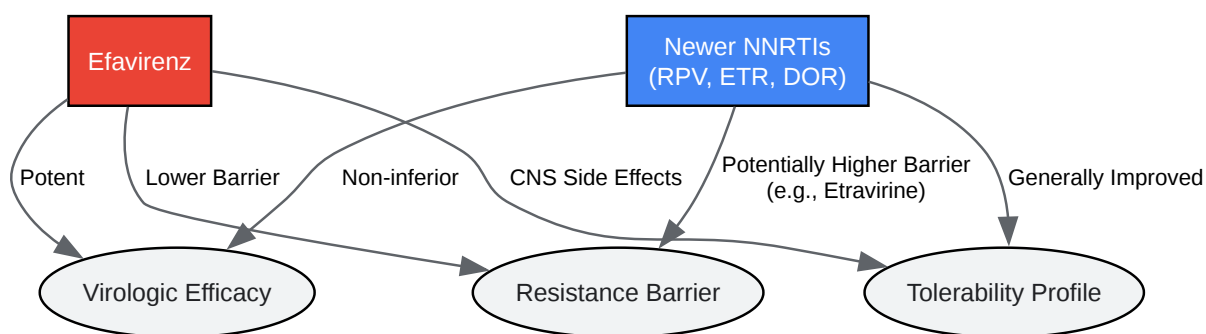 Efavirenz
Newer NNRTIs
(RPV, ETR, DOR)
Potent
Lower Barrier
Non-inferior
CNS Side Effects
Potentially Higher Barrier
(e.g., Etravirine)
Generally Improved
Virologic Efficacy
Resistance Barrier
Tolerability Profile